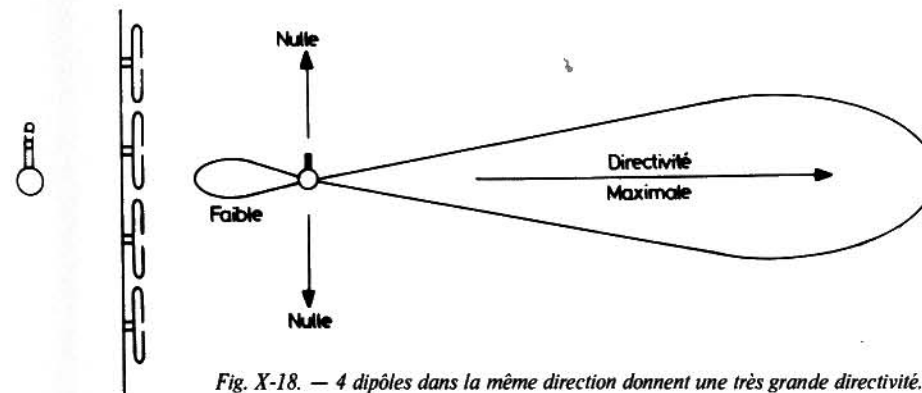 Nulle
Directivité
Maximale
Faible
Nulle
Fig. X-18. — 4 dipôles dans la même direction donnent une très grande directivité.